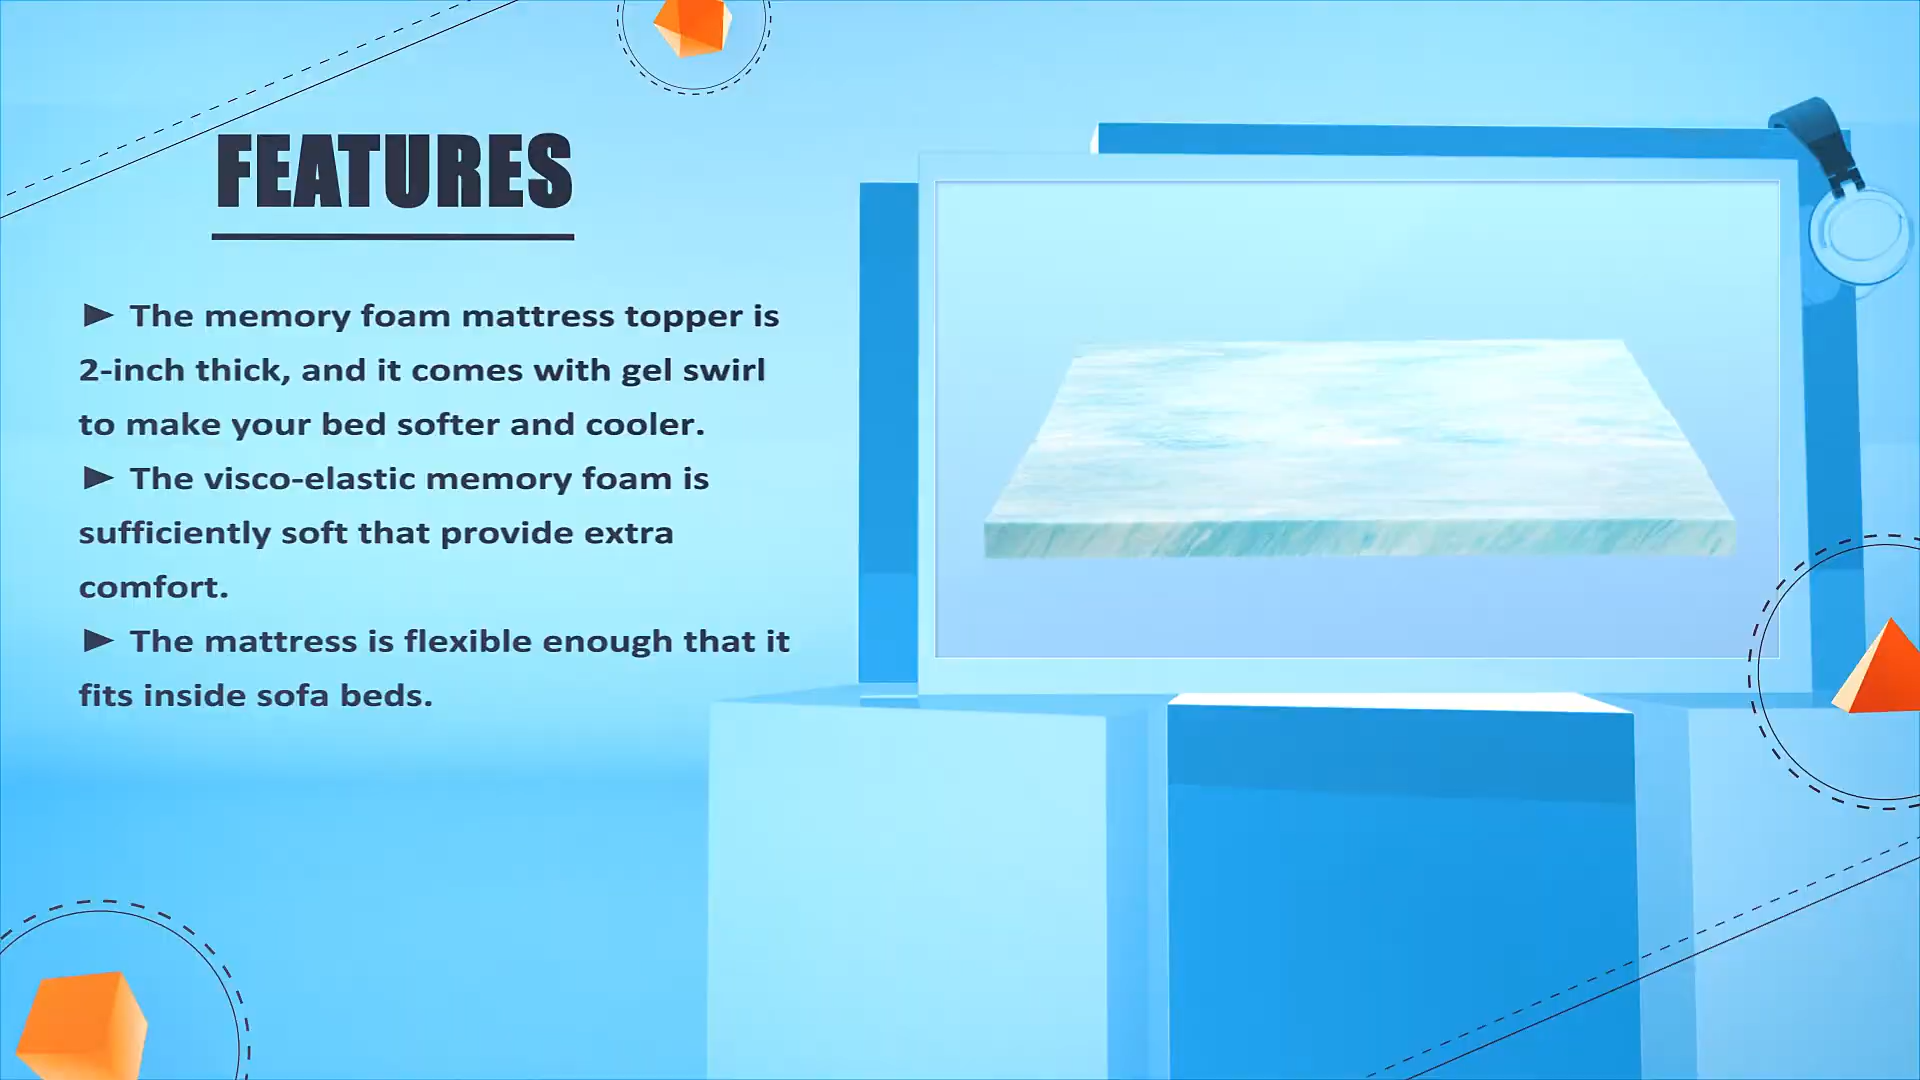 FEATURES
► The memory foam mattress topper is
2-inch thick, and it comes with gel swirl
to make your bed softer and cooler.
► The visco-elastic memory foam is
sufficiently soft that provide extra
comfort.
► The mattress is flexible enough that it
fits inside sofa beds.